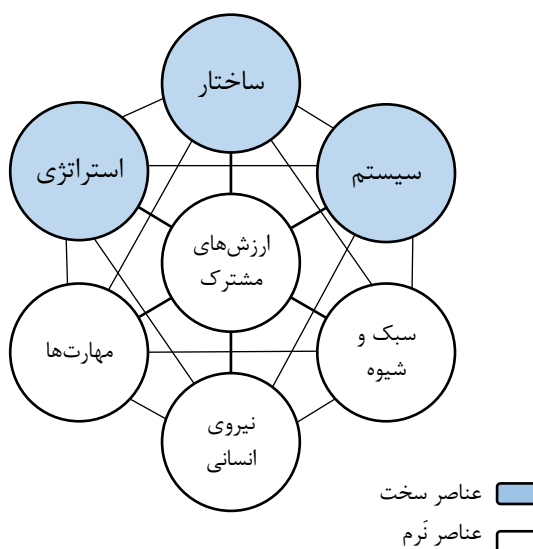 ساختار
سیستم
استراتژی
ارزش‌های
مشترک
سبک و
شیوه
مهارت‌ها
نیروی
انسانی
عناصر سخت
عناصر نَرم